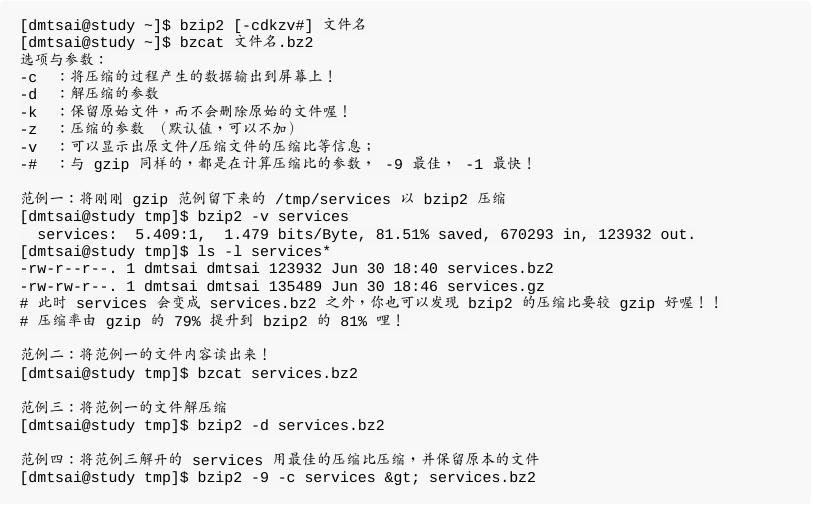 [dmtsai@study ~]$ bzip2 [-cdkzv#] 文件名
[dmtsai@study ~]$ bzcat 文件名.bz2
选项与参数：
-c  ：将压缩的过程产生的数据输出到屏幕上！
-d  ：解压缩的参数
-k  ：保留原始文件，而不会删除原始的文件喔！
-z  ：压缩的参数 （默认值，可以不加）
-v  ：可以显示出原文件/压缩文件的压缩比等信息；
-#  ：与 gzip 同样的，都是在计算压缩比的参数， -9 最佳， -1 最快！
范例一：将刚刚 gzip 范例留下来的 /tmp/services 以 bzip2 压缩
[dmtsai@study tmp]$ bzip2 -v services
  services:  5.409:1,  1.479 bits/Byte, 81.51% saved, 670293 in, 123932 out.
[dmtsai@study tmp]$ ls -l services*
-rw-r--r--. 1 dmtsai dmtsai 123932 Jun 30 18:40 services.bz2
-rw-rw-r--. 1 dmtsai dmtsai 135489 Jun 30 18:46 services.gz
# 此时 services 会变成 services.bz2 之外，你也可以发现 bzip2 的压缩比要较 gzip 好喔！！
# 压缩率由 gzip 的 79% 提升到 bzip2 的 81% 哩！
范例二：将范例一的文件内容读出来！
[dmtsai@study tmp]$ bzcat services.bz2
范例三：将范例一的文件解压缩
[dmtsai@study tmp]$ bzip2 -d services.bz2
范例四：将范例三解开的 services 用最佳的压缩比压缩，并保留原本的文件
[dmtsai@study tmp]$ bzip2 -9 -c services &gt; services.bz2